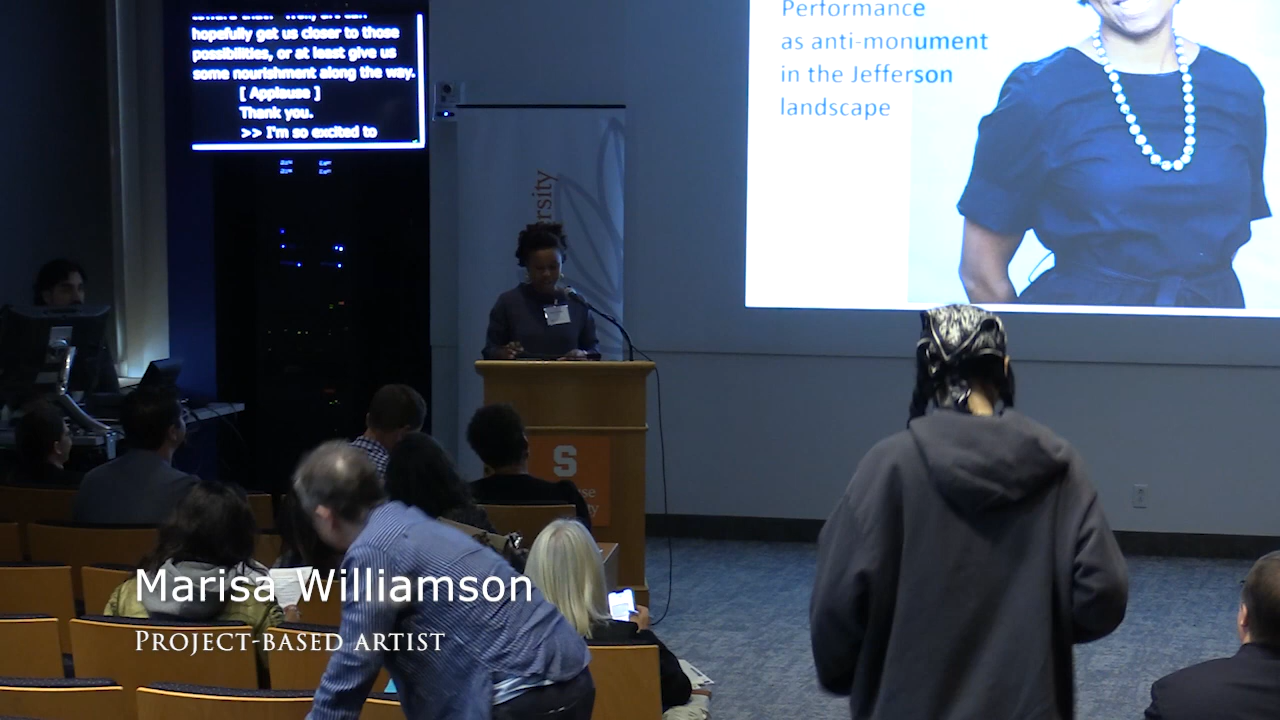 hopefully get us closer to those
possibilities, or at least give us
some nourishment along the way.
[ Applause ]
Thank you.
>> I'm so excited to
Performance
as anti-monument
in the Jefferson
landscape
ersity
S
Marisa Williamson
Project-based artist